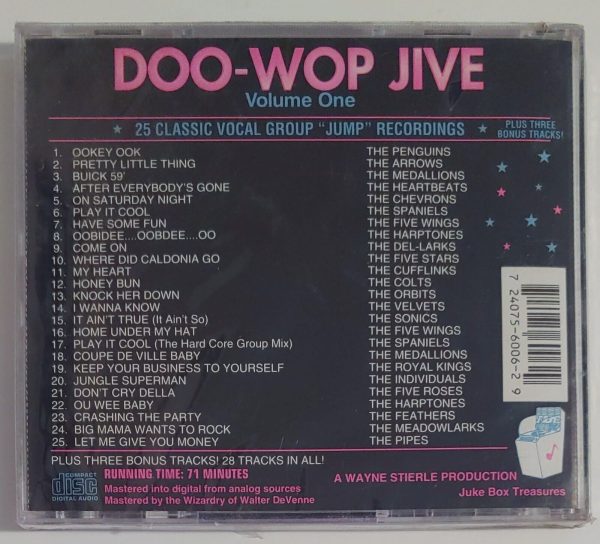 DOO-WOP JIVE
Volume One
★ 25 CLASSIC VOCAL GROUP "JUMP" RECORDINGS ★ PLUS THREE BONUS TRACKS!
1. OOKEY OOK THE PENGUINS
2. PRETTY LITTLE THING THE ARROWS
3. BUICK 59' THE MEDALLIONS
4. AFTER EVERYBODY'S GONE THE HEARTBEATS
5. ON SATURDAY NIGHT THE CHEVRONS
6. PLAY IT COOL THE SPANIELS
7. HAVE SOME FUN THE FIVE WINGS
8. OOBIDEE....OOBDEE....OO THE HARPTONES
9. COME ON THE DEL-LARKS
10. WHERE DID CALDONIA GO THE FIVE STARS
11. MY HEART THE CUFFLINKS
12. HONEY BUN THE COLTS
13. KNOCK HER DOWN THE ORBITS
14. I WANNA KNOW THE VELVETS
15. IT AIN'T TRUE (It Ain't So) THE SONICS
16. HOME UNDER MY HAT THE FIVE WINGS
17. PLAY IT COOL (The Hard Core Group Mix) THE SPANIELS
18. COUPE DE VILLE BABY THE MEDALLIONS
19. KEEP YOUR BUSINESS TO YOURSELF THE ROYAL KINGS
20. JUNGLE SUPERMAN THE INDIVIDUALS
21. DON'T CRY DELLA THE FIVE ROSES
22. OU WEE BABY THE HARPTONES
23. CRASHING THE PARTY THE FEATHERS
24. BIG MAMA WANTS TO ROCK THE MEADOWLARKS
25. LET ME GIVE YOU MONEY THE PIPES
7 24075-6006-2 9
PLUS THREE BONUS TRACKS! 28 TRACKS IN ALL!
COMPACT
disc
DIGITAL AUDIO
RUNNING TIME: 71 MINUTES
Mastered into digital from analog sources
Mastered by the Wizardry of Walter DeVenne
A WAYNE STIERLE PRODUCTION
Juke Box Treasures